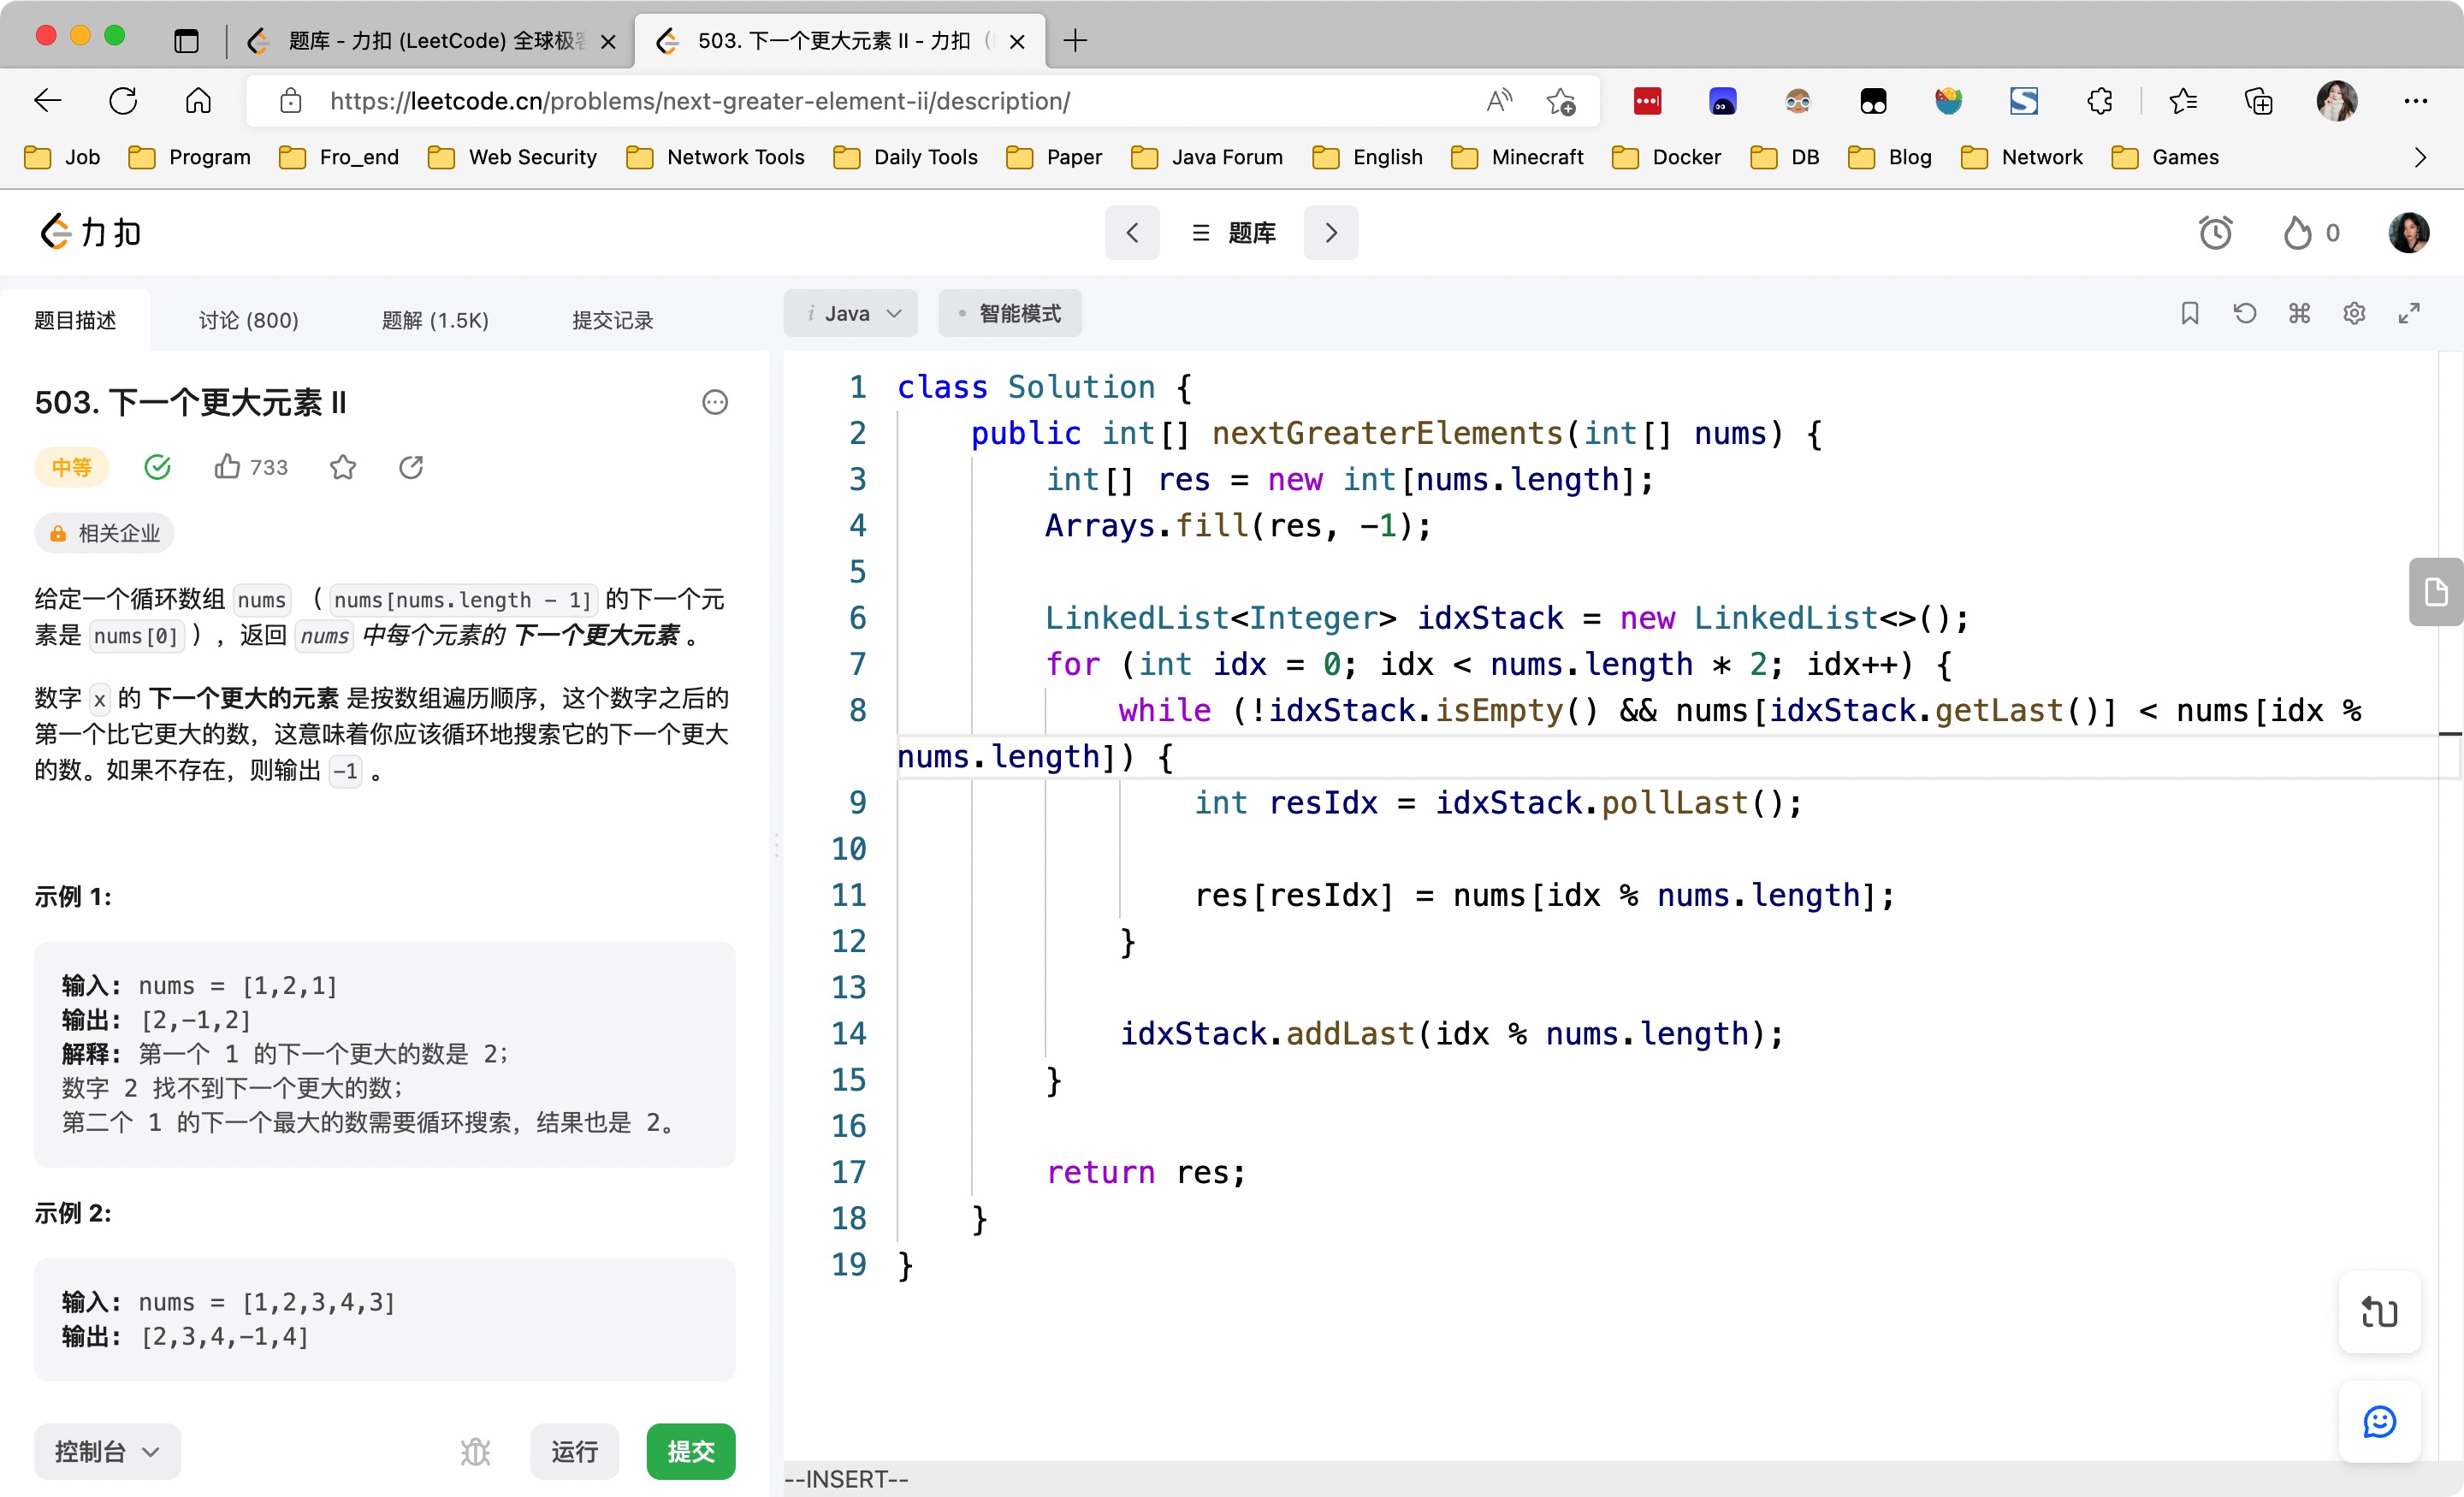 题库 - 力扣 (LeetCode) 全球极客
503. 下一个更大元素 II - 力扣
https://leetcode.cn/problems/next-greater-element-ii/description/
Job Program Fro_end Web Security Network Tools Daily Tools Paper Java Forum English Minecraft Docker DB Blog Network Games
力扣
题库
0
题目描述 讨论 (800) 题解 (1.5K) 提交记录
i Java 智能模式
503. 下一个更大元素 II
中等 733
相关企业
给定一个循环数组 nums （ nums[nums.length - 1] 的下一个元
素是 nums[0] ），返回 nums 中每个元素的 下一个更大元素 。
数字 x 的 下一个更大的元素 是按数组遍历顺序，这个数字之后的
第一个比它更大的数，这意味着你应该循环地搜索它的下一个更大
的数。如果不存在，则输出 -1 。
示例 1:
输入: nums = [1,2,1]
输出: [2,-1,2]
解释: 第一个 1 的下一个更大的数是 2；
数字 2 找不到下一个更大的数；
第二个 1 的下一个最大的数需要循环搜索，结果也是 2。
示例 2:
输入: nums = [1,2,3,4,3]
输出: [2,3,4,-1,4]
控制台 运行 提交
1 class Solution {
2 public int[] nextGreaterElements(int[] nums) {
3 int[] res = new int[nums.length];
4 Arrays.fill(res, -1);
5
6 LinkedList<Integer> idxStack = new LinkedList<>();
7 for (int idx = 0; idx < nums.length * 2; idx++) {
8 while (!idxStack.isEmpty() && nums[idxStack.getLast()] < nums[idx %
nums.length]) {
9 int resIdx = idxStack.pollLast();
10
11 res[resIdx] = nums[idx % nums.length];
12 }
13
14 idxStack.addLast(idx % nums.length);
15 }
16
17 return res;
18 }
19 }
--INSERT--